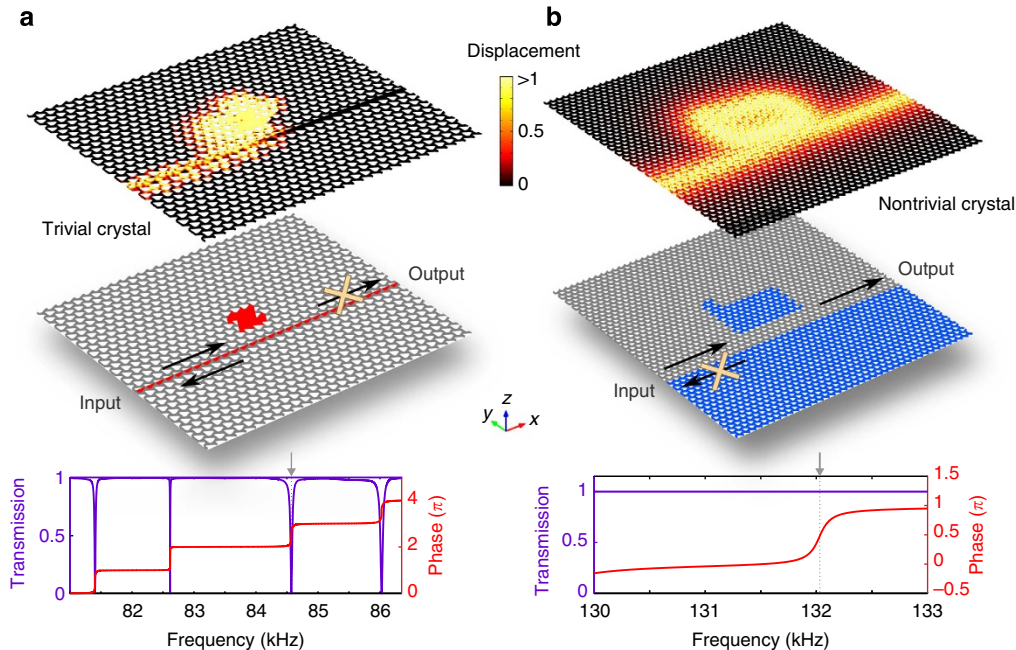 a
b
Displacement
>1
0.5
0
Trivial crystal
Nontrivial crystal
Output
Input
Output
Input
y z x
1
0.5
0
Transmission
4
2
0
Phase (π)
82 83 84 85 86
Frequency (kHz)
1
0.5
0
Transmission
1.5
1.0
0.5
0
−0.5
Phase (π)
130 131 132 133
Frequency (kHz)